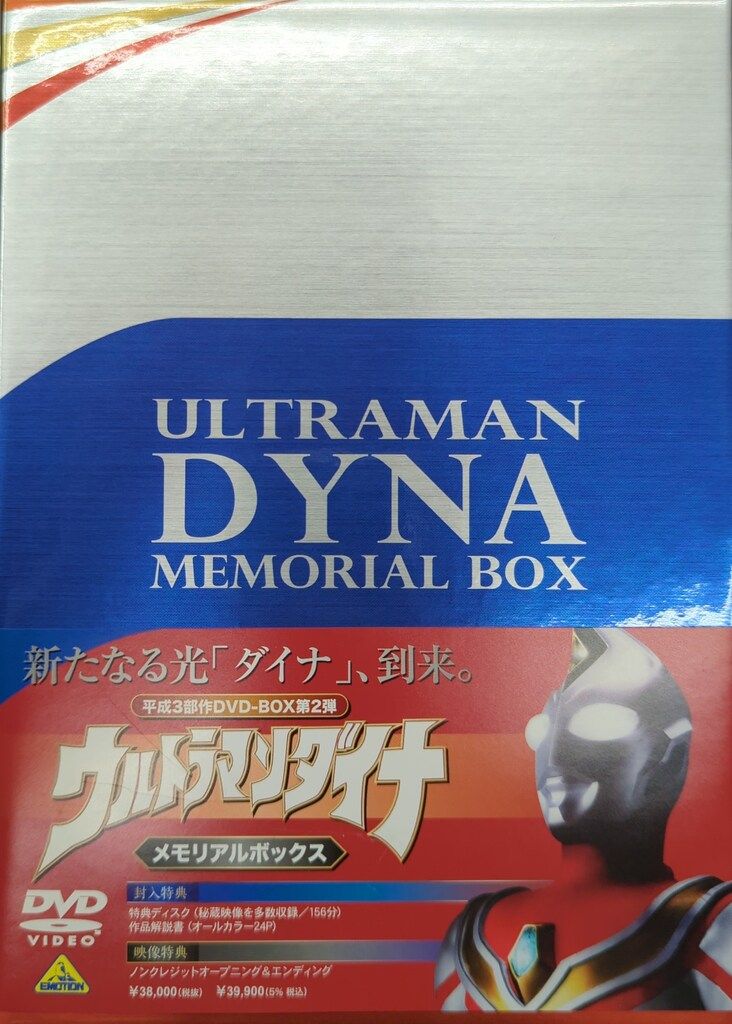 ULTRAMAN
DYNA
MEMORIAL BOX
新たなる光「ダイナ」、到来。
平成3部作DVD-BOX第2弾
ウルトラマンダイナ
メモリアルボックス
DVD
VIDEO
EMOTION
封入特典
特典ディスク(秘蔵映像を多数収録/156分)
作品解説書(オールカラー24P)
映像特典
ノンクレジットオープニング&エンディング
¥38,000(税抜) ¥39,900(5% 税込)